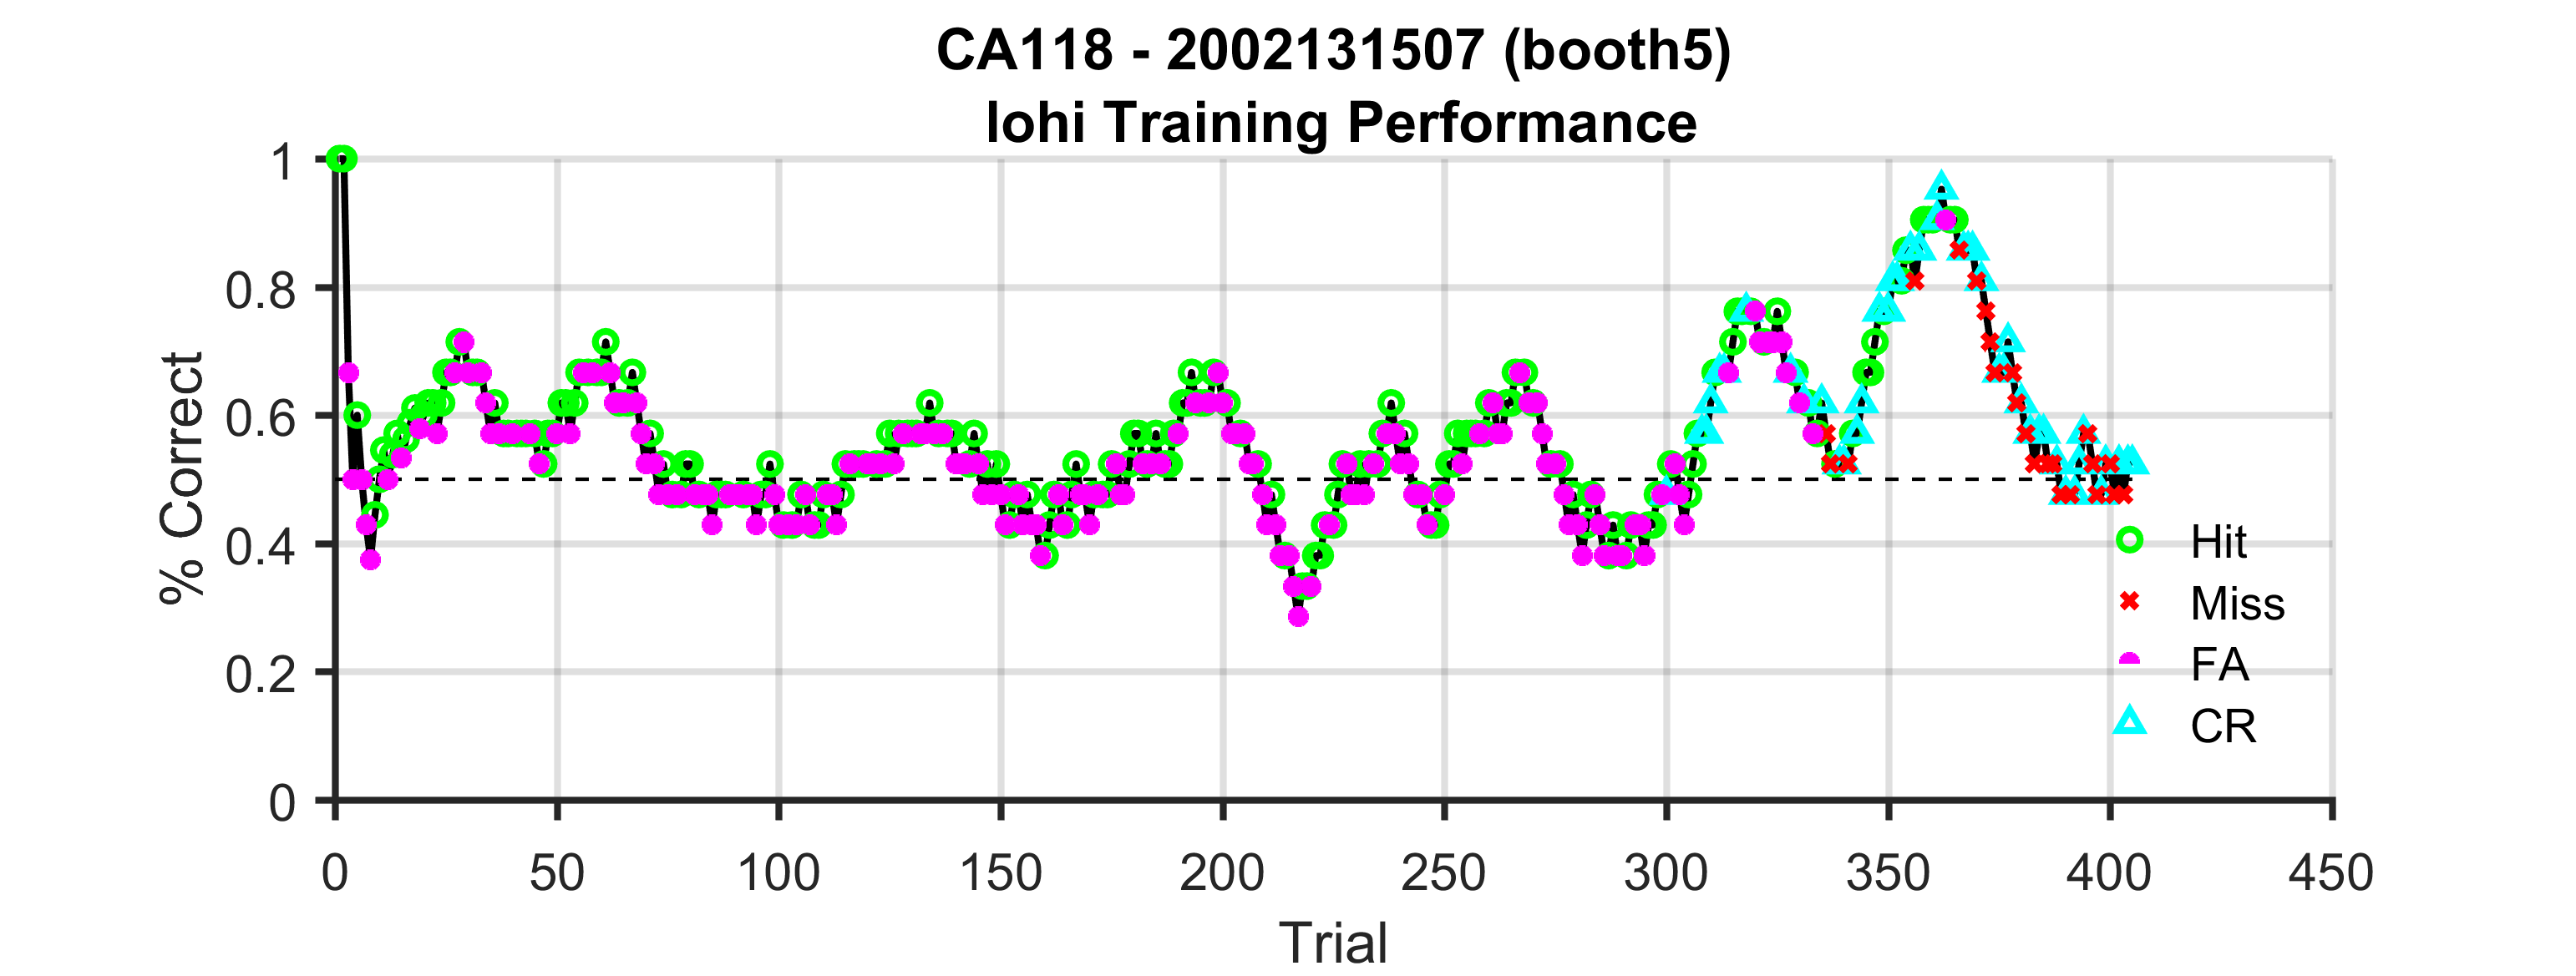 CA118 - 2002131507 (booth5)
lohi Training Performance
% Correct
1
0.8
0.6
0.4
0.2
0
0 50 100 150 200 250 300 350 400 450
Trial
Hit
Miss
FA
CR